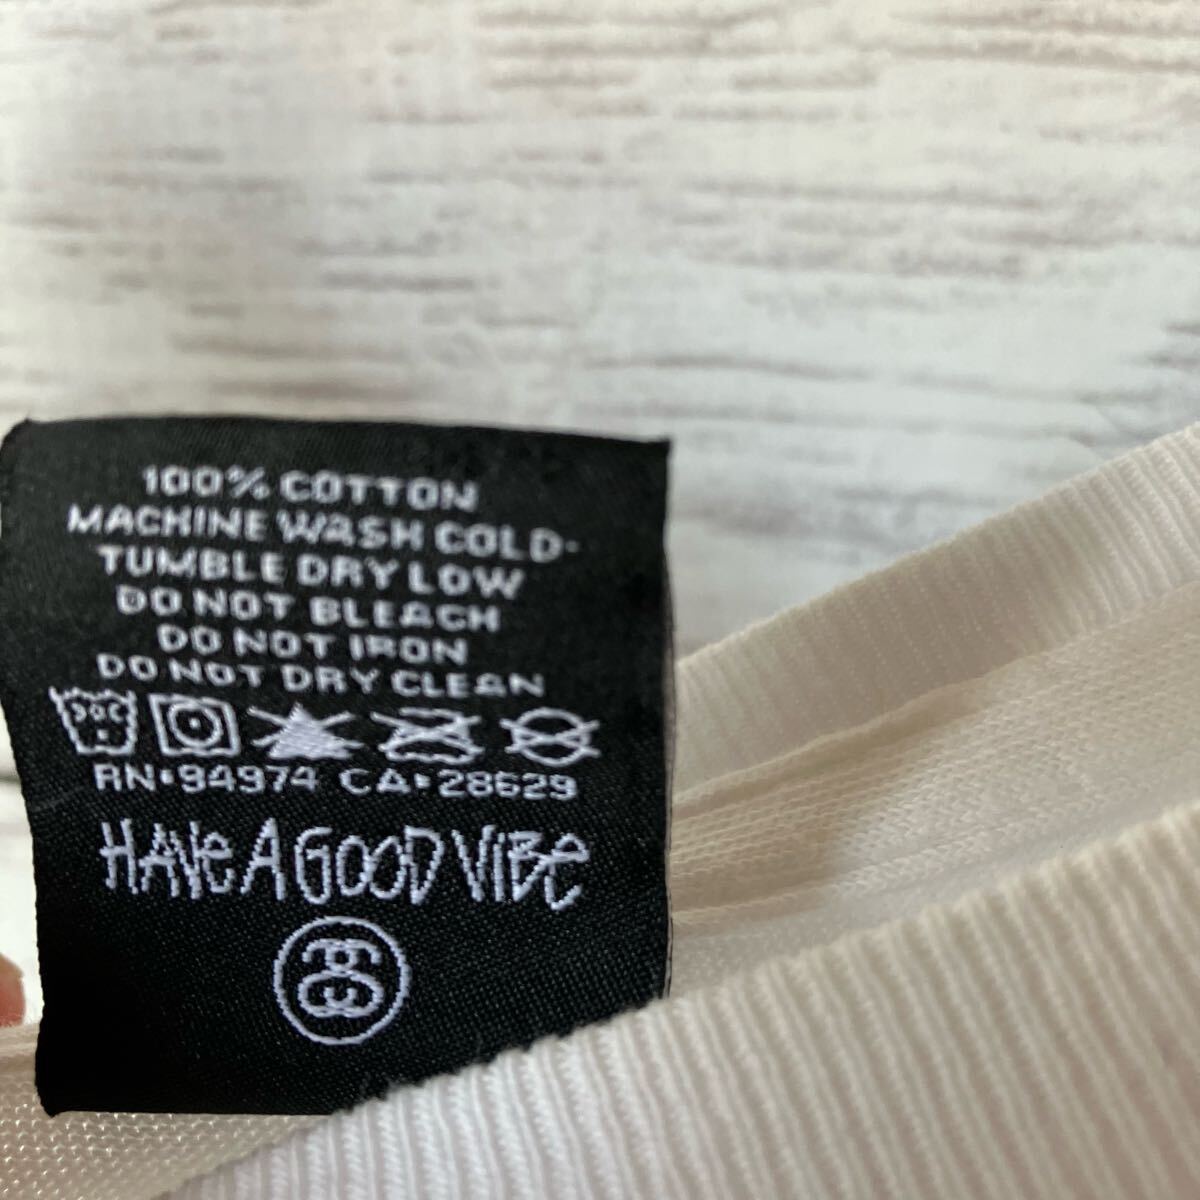 100% COTTON
MACHINE WASH COLD-
TUMBLE DRY LOW
DO NOT BLEACH
DO NOT IRON
DO NOT DRY CLEAN
RN•94974 CA•28629
HAVE A GOOD VIBE